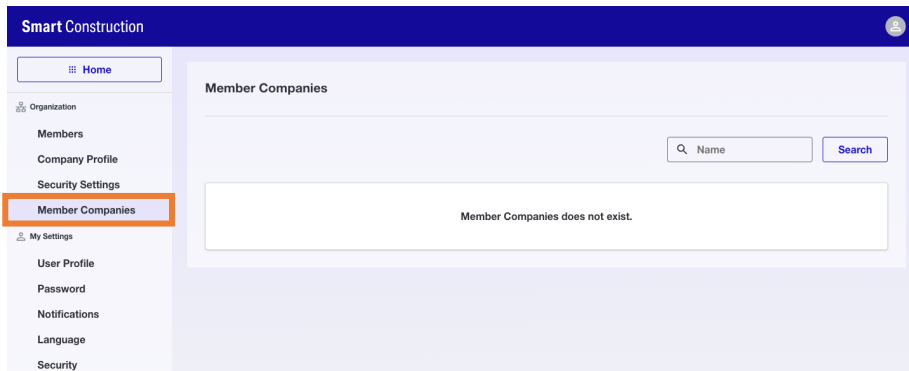 Smart Construction
Home
Organization
Members
Company Profile
Security Settings
Member Companies
My Settings
User Profile
Password
Notifications
Language
Security
Member Companies
Name
Search
Member Companies does not exist.